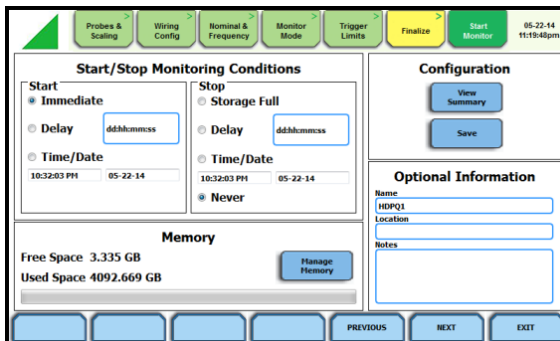 Probes & Scaling >
Wiring Config >
Nominal & Frequency >
Monitor Mode >
Trigger Limits >
Finalize >
Start Monitor
05-22-14
11:19:48pm
Start/Stop Monitoring Conditions
Start
Immediate
Delay dd:hh:mm:ss
Time/Date
10:32:03 PM 05-22-14
Stop
Storage Full
Delay dd:hh:mm:ss
Time/Date
10:32:03 PM 05-22-14
Never
Configuration
View
Summary
Save
Memory
Free Space 3.335 GB
Used Space 4092.669 GB
Manage
Memory
Optional Information
Name
HDPQ1
Location
Notes
PREVIOUS
NEXT
EXIT